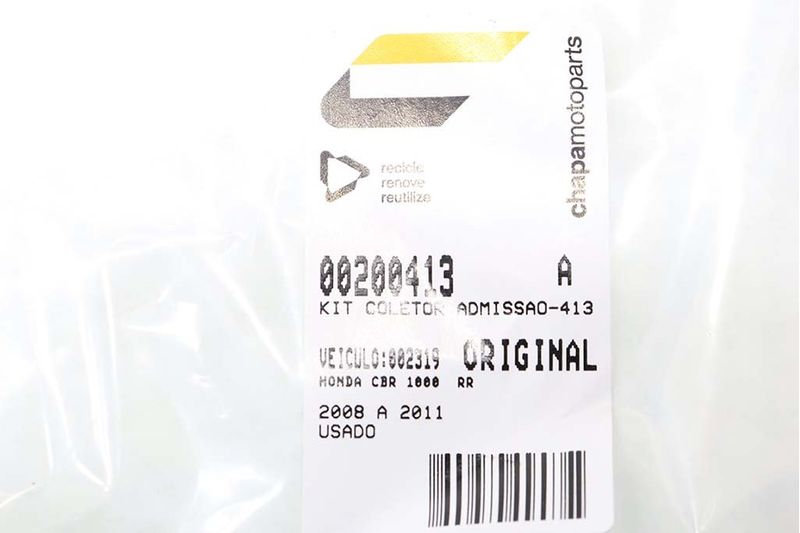 chapamotoparts
recicle
renove
reutilize
00200413 A
KIT COLETOR ADMISSAO-413
VEICULO:002319 ORIGINAL
HONDA CBR 1000 RR
2008 A 2011
USADO